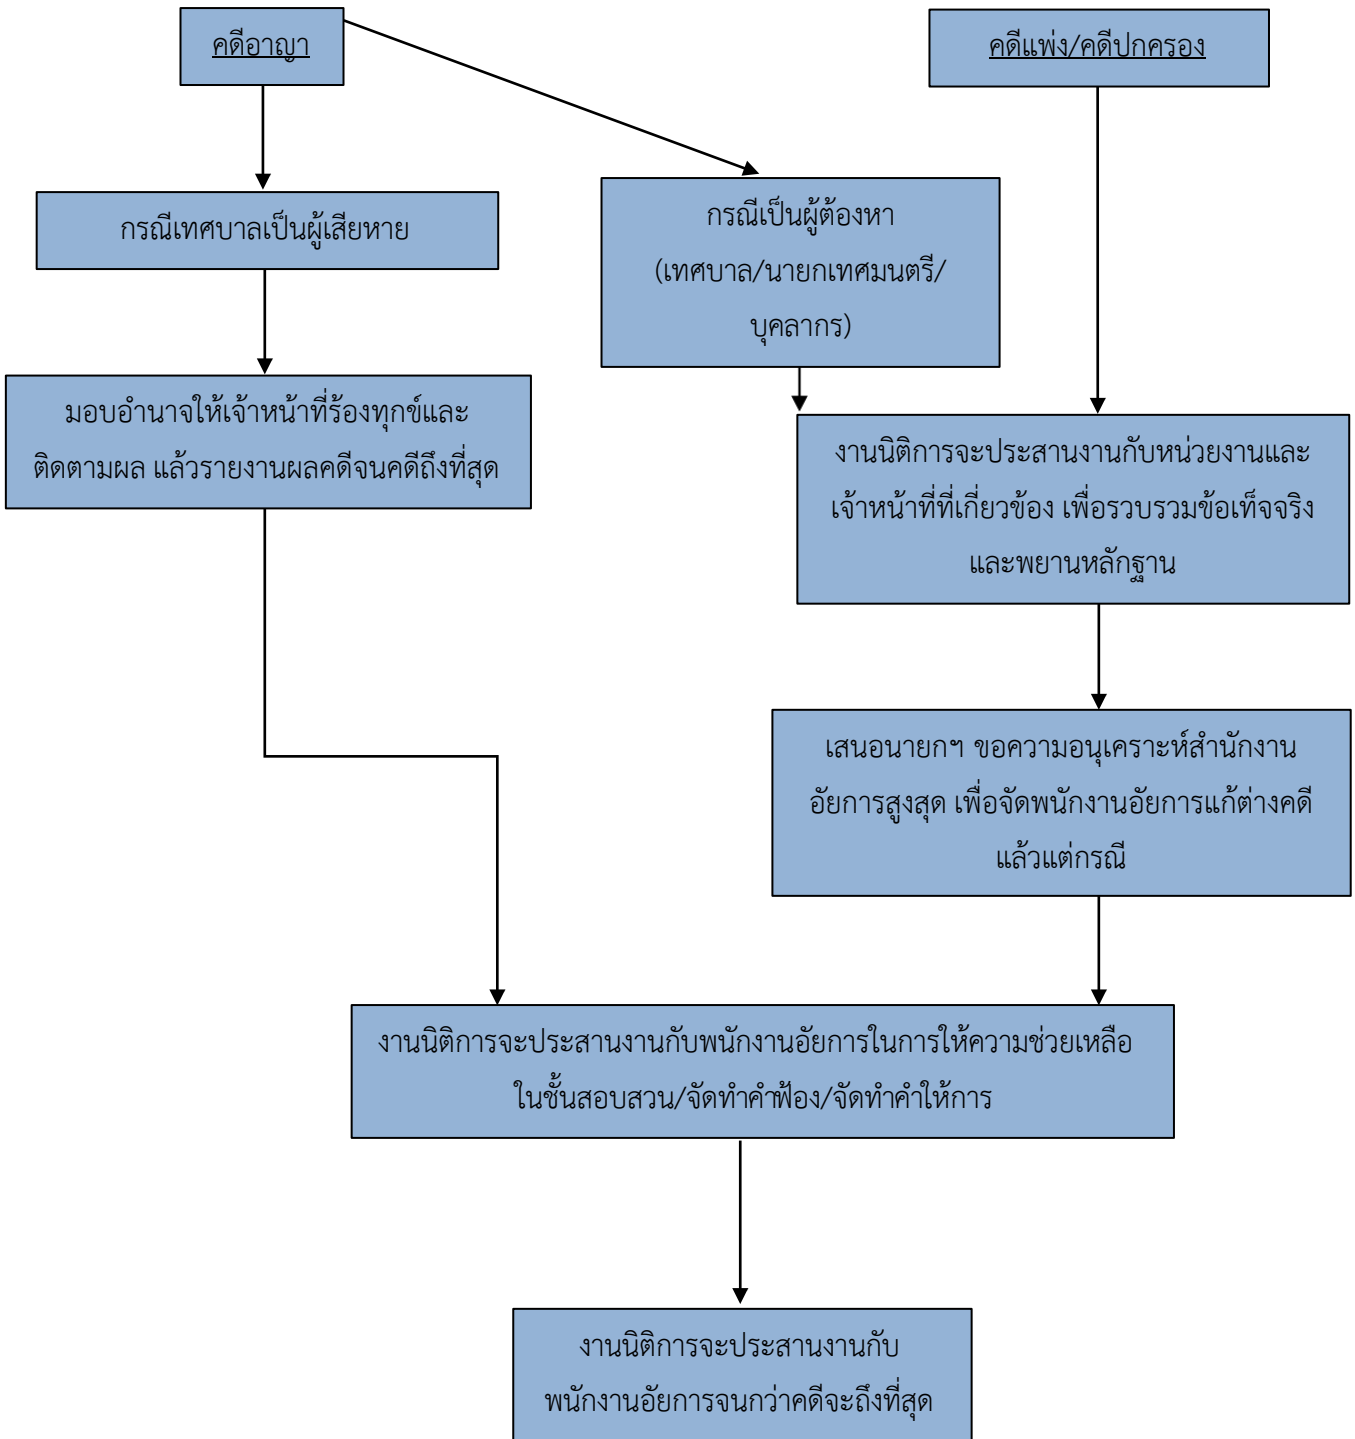 คดีอาญา
คดีแพ่ง/คดีปกครอง
กรณีเทศบาลเป็นผู้เสียหาย
กรณีเป็นผู้ต้องหา
(เทศบาล/นายกเทศมนตรี/
บุคลากร)
มอบอำนาจให้เจ้าหน้าที่ร้องทุกข์และ
ติดตามผล แล้วรายงานผลคดีจนคดีถึงที่สุด
งานนิติการจะประสานงานกับหน่วยงานและ
เจ้าหน้าที่ที่เกี่ยวข้อง เพื่อรวบรวมข้อเท็จจริง
และพยานหลักฐาน
เสนอนายกฯ ขอความอนุเคราะห์สำนักงาน
อัยการสูงสุด เพื่อจัดพนักงานอัยการแก้ต่างคดี
แล้วแต่กรณี
งานนิติการจะประสานงานกับพนักงานอัยการในการให้ความช่วยเหลือ
ในชั้นสอบสวน/จัดทำคำฟ้อง/จัดทำคำให้การ
งานนิติการจะประสานงานกับ
พนักงานอัยการจนกว่าคดีจะถึงที่สุด